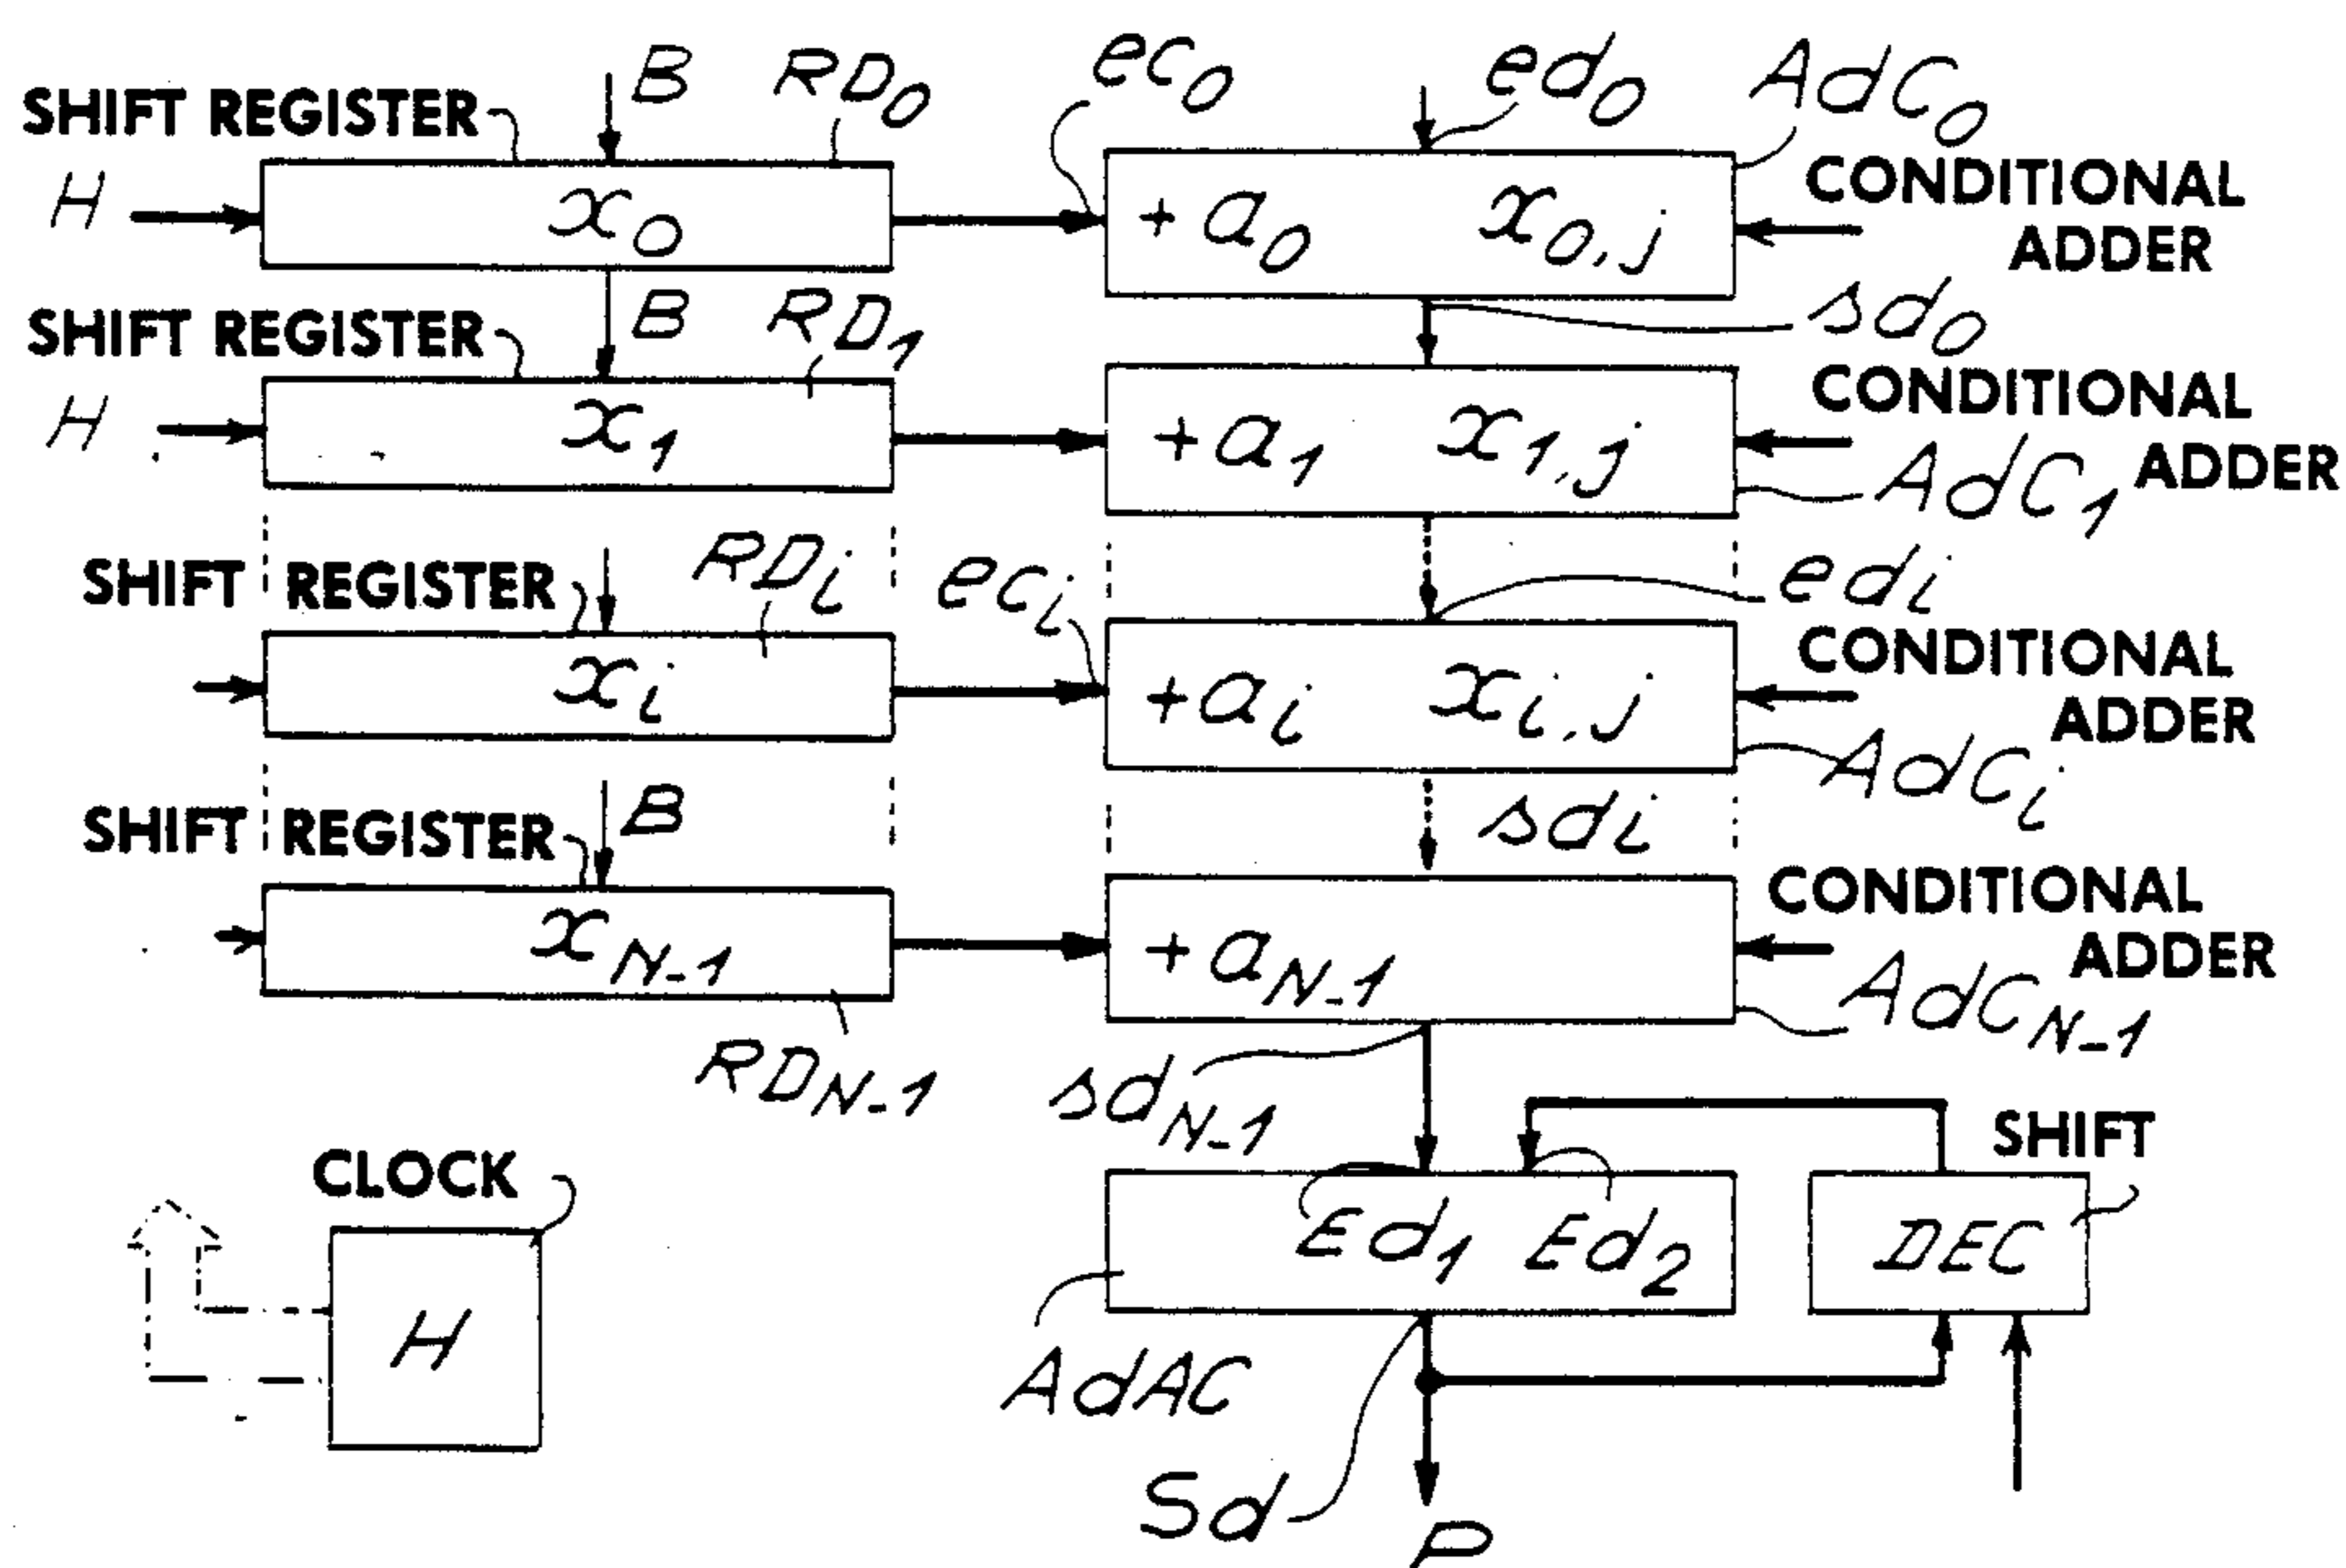 B RD0 ec0 ed0 AdC0
SHIFT REGISTER
H x0 + a0 x0,j CONDITIONAL
ADDER
B RD1 sd0
SHIFT REGISTER
H x1 + a1 x1,j CONDITIONAL
ADDER
AdC1
SHIFT REGISTER RDi eci edi
xi + ai xi,j CONDITIONAL
ADDER
AdCi
SHIFT REGISTER B sdi
xN-1 + aN-1 CONDITIONAL
ADDER
AdCN-1
RDN-1 sdN-1
CLOCK SHIFT
H Ed1 Ed2 DEC
AdAC
Sd
P